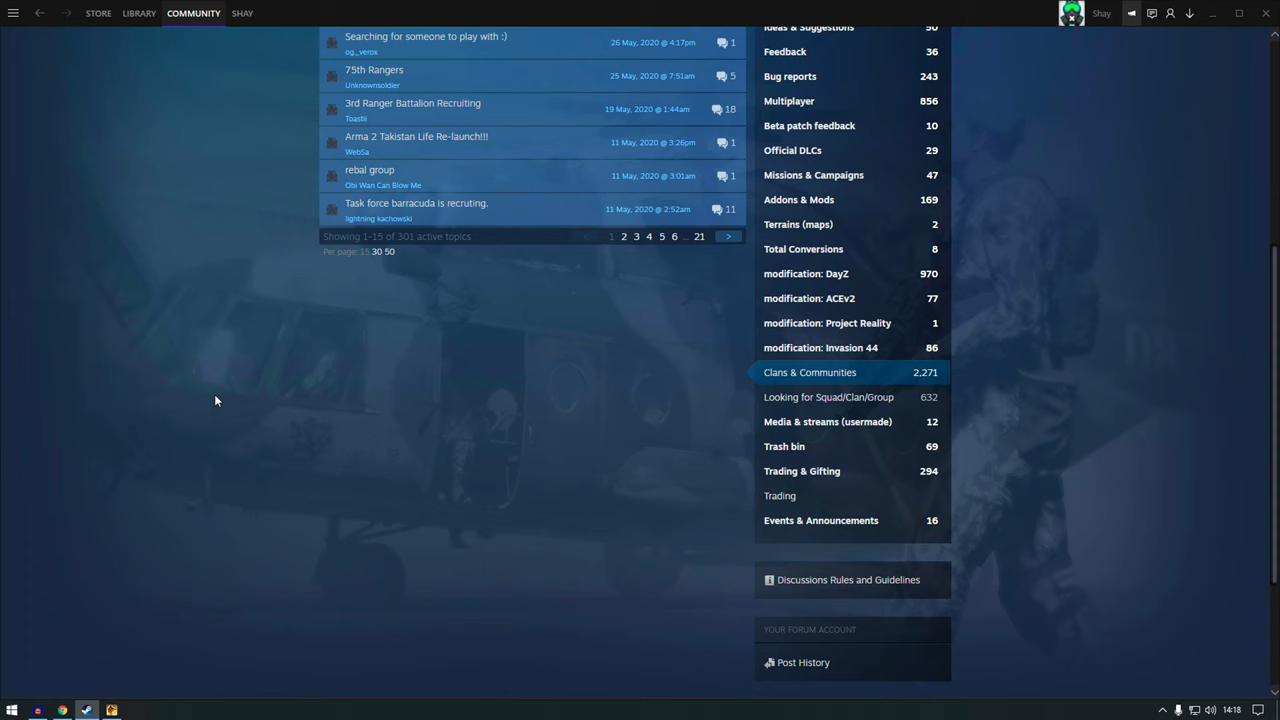 STORE LIBRARY COMMUNITY SHAY Shay
Searching for someone to play with :) 26 May, 2020 @ 4:17pm 1
og_verox
75th Rangers 25 May, 2020 @ 7:51am 5
Unknownsoldier
3rd Ranger Battalion Recruiting 19 May, 2020 @ 1:44am 18
Toastii
Arma 2 Takistan Life Re-launch!!! 11 May, 2020 @ 3:26pm 1
WebSa
rebal group 11 May, 2020 @ 3:01am 1
Obi Wan Can Blow Me
Task force barracuda is recruting. 11 May, 2020 @ 2:52am 11
lightning kachowski
Showing 1-15 of 301 active topics < 1 2 3 4 5 6 ... 21 >
Per page: 15 30 50
Ideas & Suggestions 50
Feedback 36
Bug reports 243
Multiplayer 856
Beta patch feedback 10
Official DLCs 29
Missions & Campaigns 47
Addons & Mods 169
Terrains (maps) 2
Total Conversions 8
modification: DayZ 970
modification: ACEv2 77
modification: Project Reality 1
modification: Invasion 44 86
Clans & Communities 2,271
Looking for Squad/Clan/Group 632
Media & streams (usermade) 12
Trash bin 69
Trading & Gifting 294
Trading
Events & Announcements 16
Discussions Rules and Guidelines
YOUR FORUM ACCOUNT
Post History
14:18